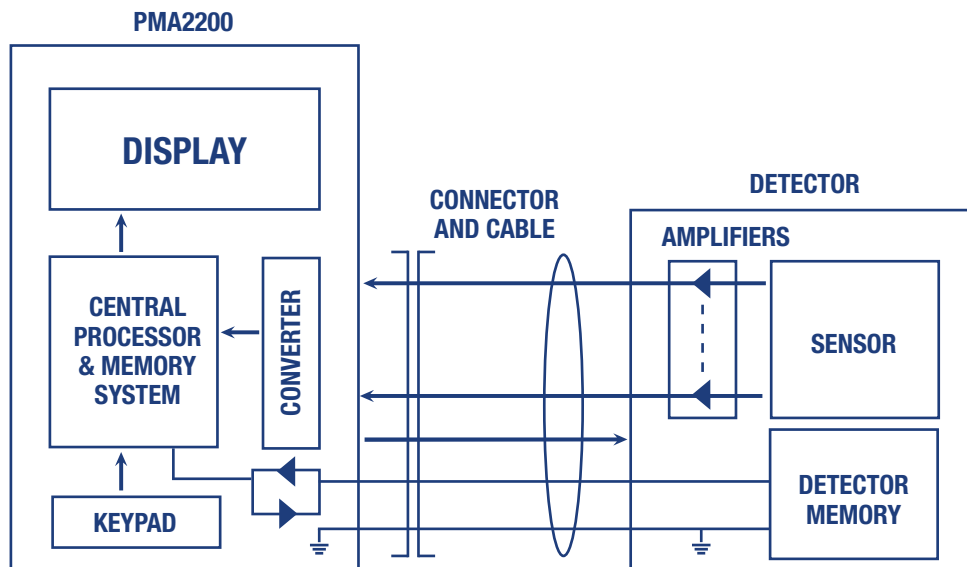 PMA2200
DISPLAY
CENTRAL
PROCESSOR
& MEMORY
SYSTEM
CONVERTER
KEYPAD
CONNECTOR
AND CABLE
DETECTOR
AMPLIFIERS
SENSOR
DETECTOR
MEMORY